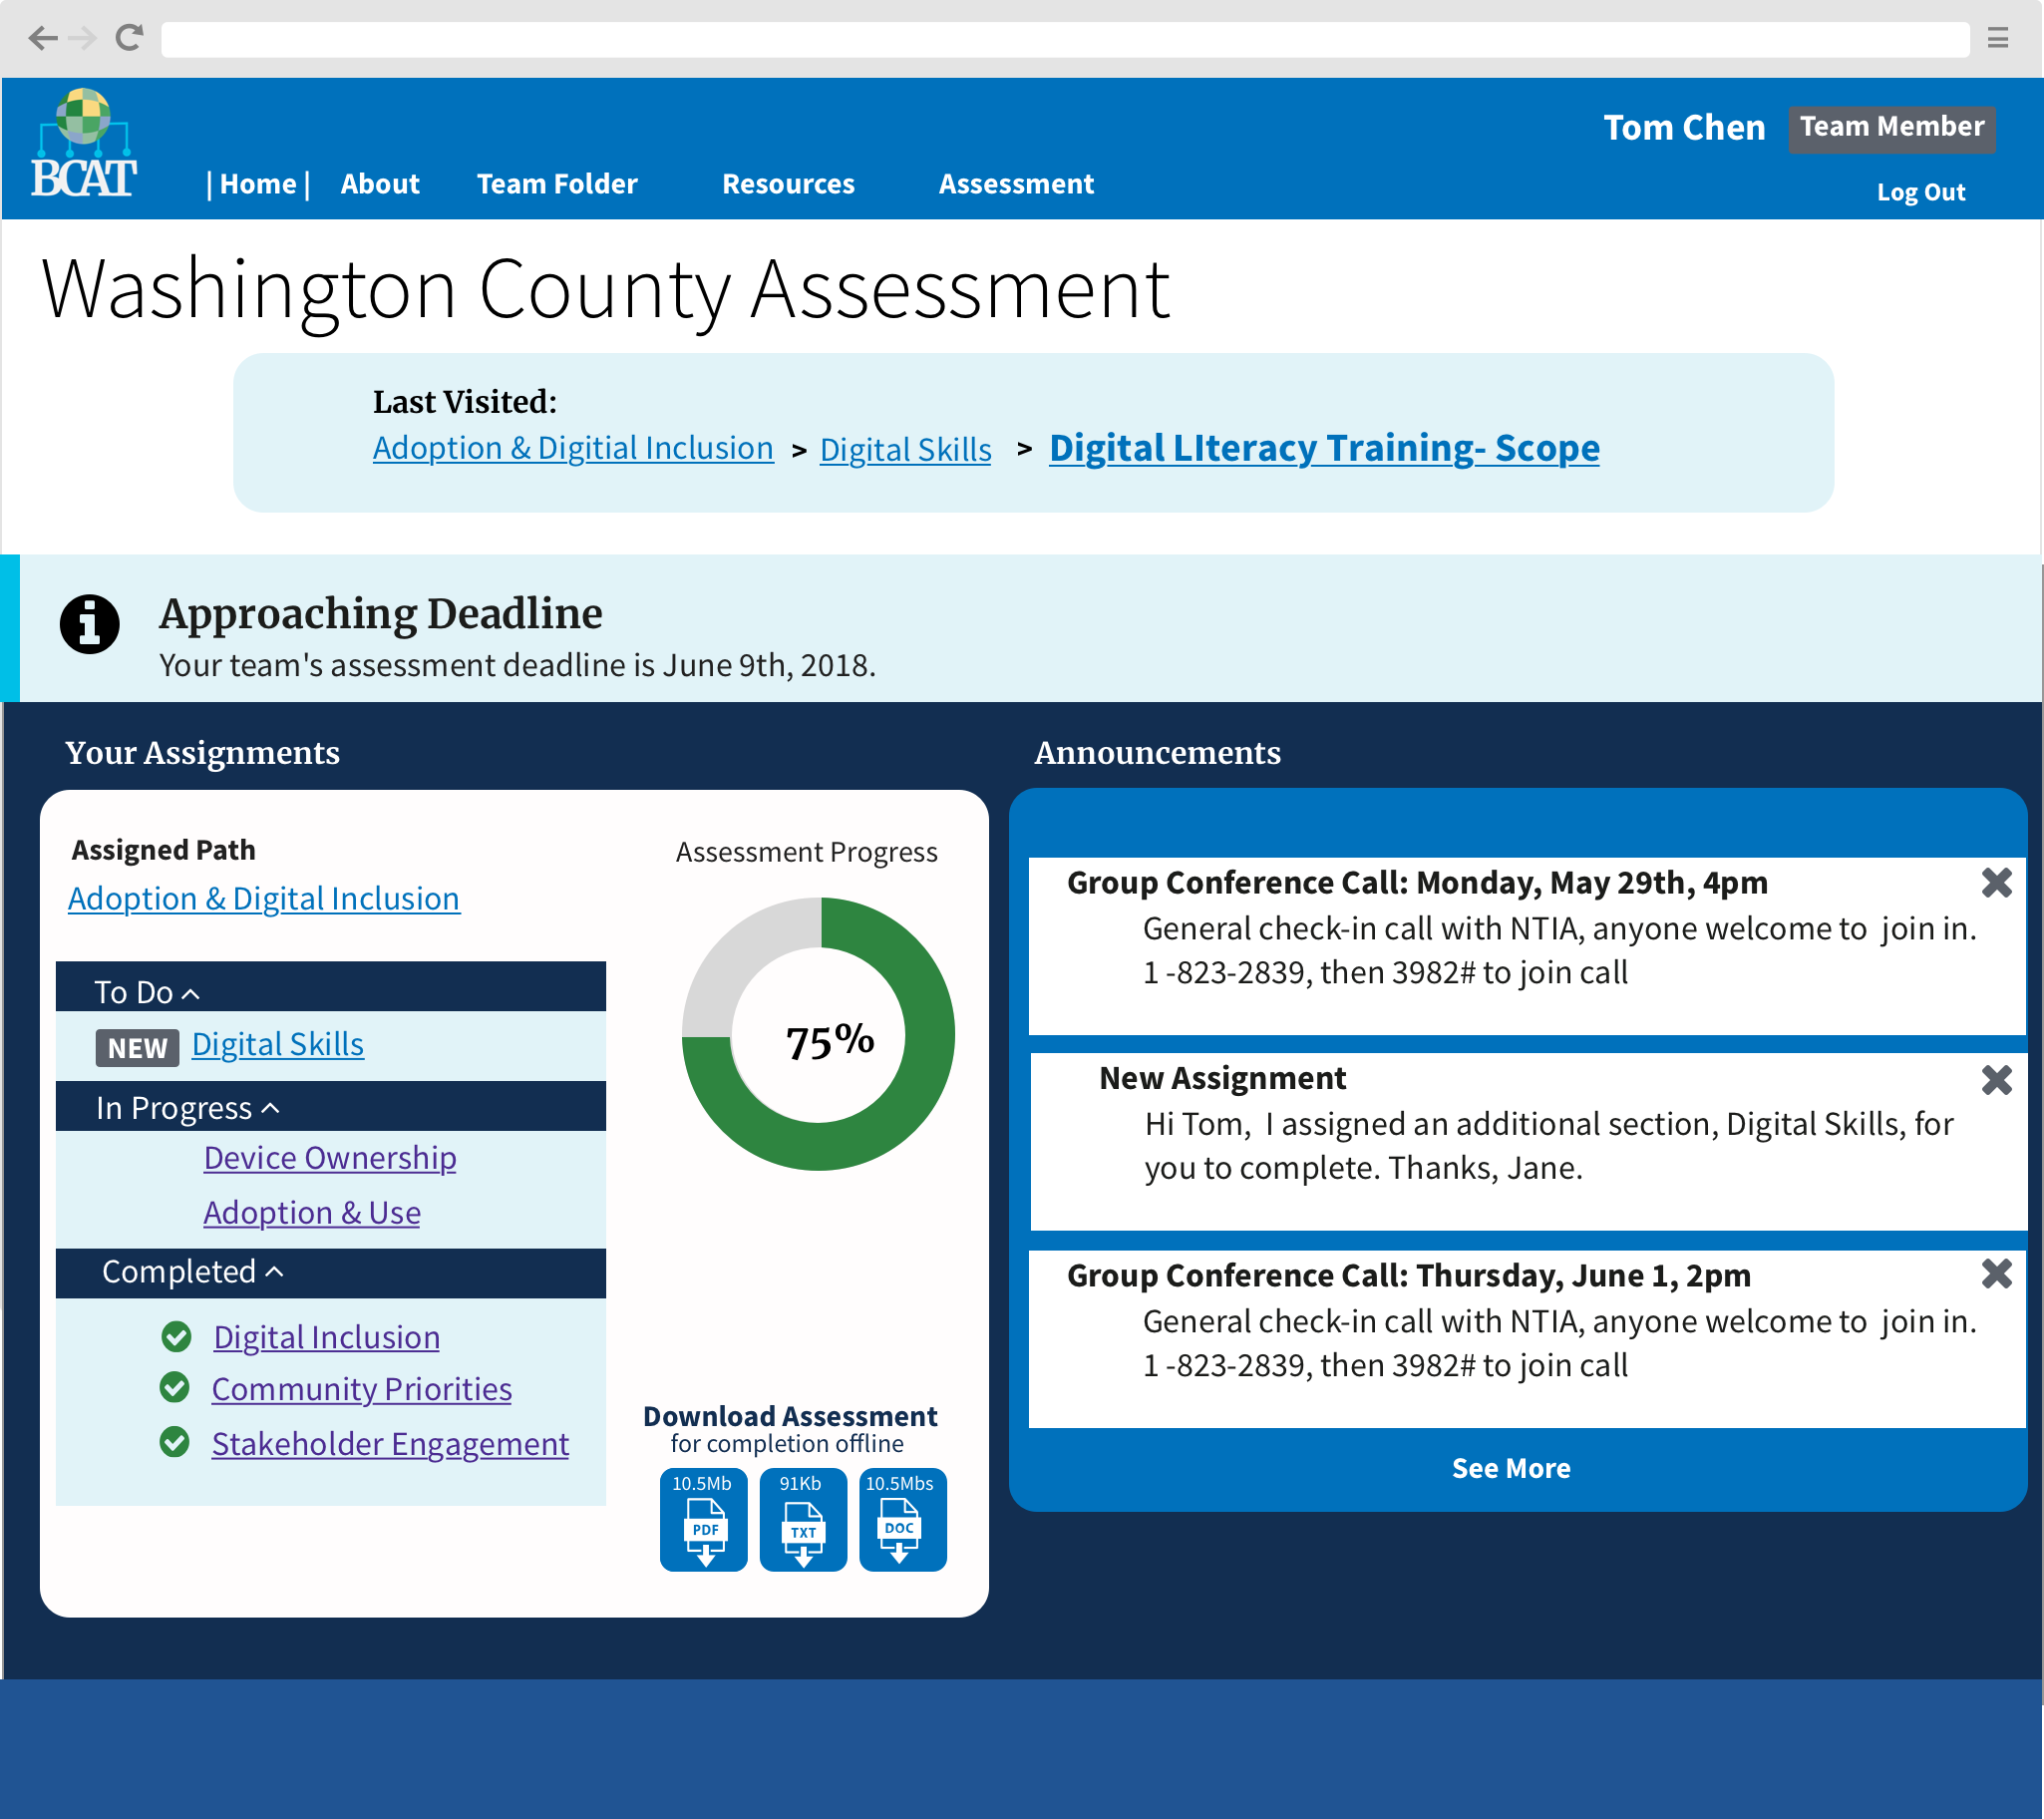 BCAT
| Home |
About
Team Folder
Resources
Assessment
Tom Chen
Team Member
Log Out
Washington County Assessment
Last Visited:
Adoption & Digitial Inclusion > Digital Skills > Digital LIteracy Training- Scope
Approaching Deadline
Your team's assessment deadline is June 9th, 2018.
Your Assignments
Assigned Path
Adoption & Digital Inclusion
To Do
NEW Digital Skills
In Progress
Device Ownership
Adoption & Use
Completed
Digital Inclusion
Community Priorities
Stakeholder Engagement
Assessment Progress
75%
Download Assessment
for completion offline
10.5Mb
PDF
91Kb
TXT
10.5Mbs
DOC
Announcements
Group Conference Call: Monday, May 29th, 4pm
General check-in call with NTIA, anyone welcome to join in.
1 -823-2839, then 3982# to join call
New Assignment
Hi Tom, I assigned an additional section, Digital Skills, for
you to complete. Thanks, Jane.
Group Conference Call: Thursday, June 1, 2pm
General check-in call with NTIA, anyone welcome to join in.
1 -823-2839, then 3982# to join call
See More